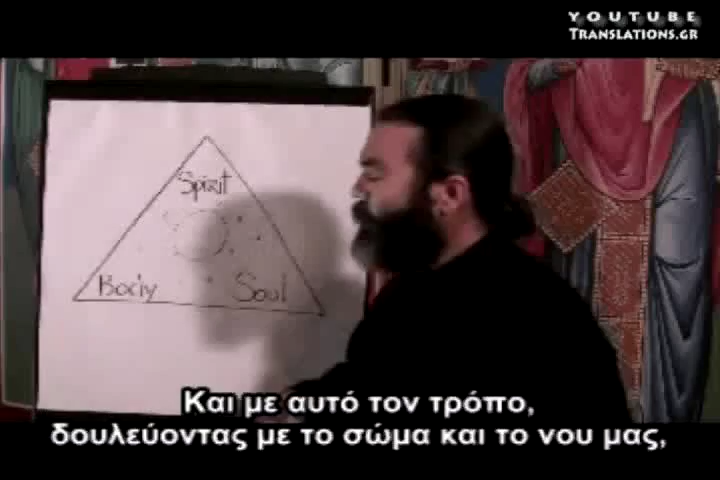 YOUTUBE
TRANSLATIONS.GR
Spirit
Body Soul
Και με αυτό τον τρόπο,
δουλεύοντας με το σώμα και το νου μας,